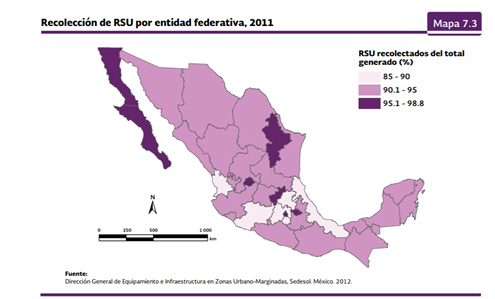 Recolección de RSU por entidad federativa, 2011
Mapa 7.3
RSU recolectados del total
generado (%)
85 - 90
90.1 - 95
95.1 - 98.8
N
0 250 500 1 000
km
Fuente:
Dirección General de Equipamiento e Infraestructura en Zonas Urbano-Marginadas, Sedesol. México. 2012.